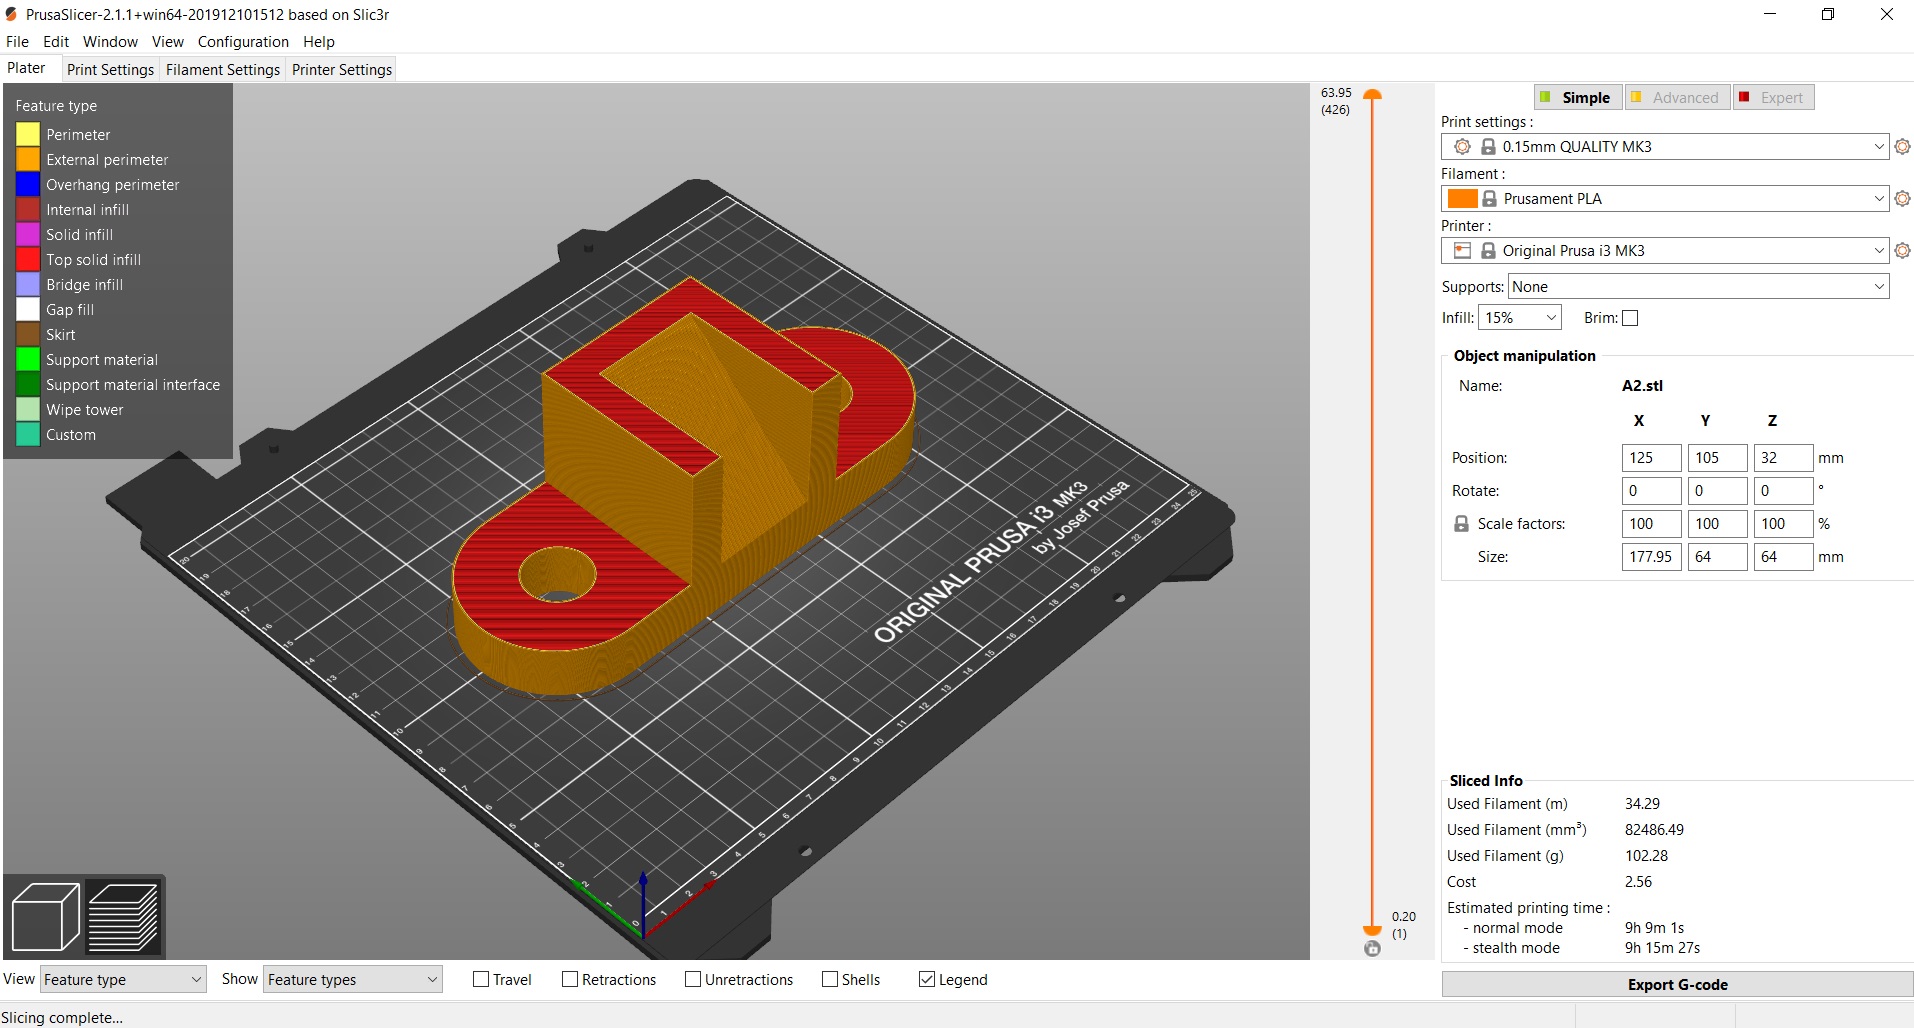 PrusaSlicer-2.1.1+win64-201912101512 based on Slic3r
File Edit Window View Configuration Help
Plater Print Settings Filament Settings Printer Settings
Feature type
Perimeter
External perimeter
Overhang perimeter
Internal infill
Solid infill
Top solid infill
Bridge infill
Gap fill
Skirt
Support material
Support material interface
Wipe tower
Custom
ORIGINAL PRUSA i3 MK3
by Josef Prusa
63.95
(426)
0.20
(1)
Simple Advanced Expert
Print settings :
0.15mm QUALITY MK3
Filament :
Prusament PLA
Printer :
Original Prusa i3 MK3
Supports: None
Infill: 15% Brim:
Object manipulation
Name: A2.stl
X Y Z
Position: 125 105 32 mm
Rotate: 0 0 0 °
Scale factors: 100 100 100 %
Size: 177.95 64 64 mm
Sliced Info
Used Filament (m) 34.29
Used Filament (mm³) 82486.49
Used Filament (g) 102.28
Cost 2.56
Estimated printing time :
- normal mode 9h 9m 1s
- stealth mode 9h 15m 27s
Export G-code
View Feature type Show Feature types Travel Retractions Unretractions Shells Legend
Slicing complete...